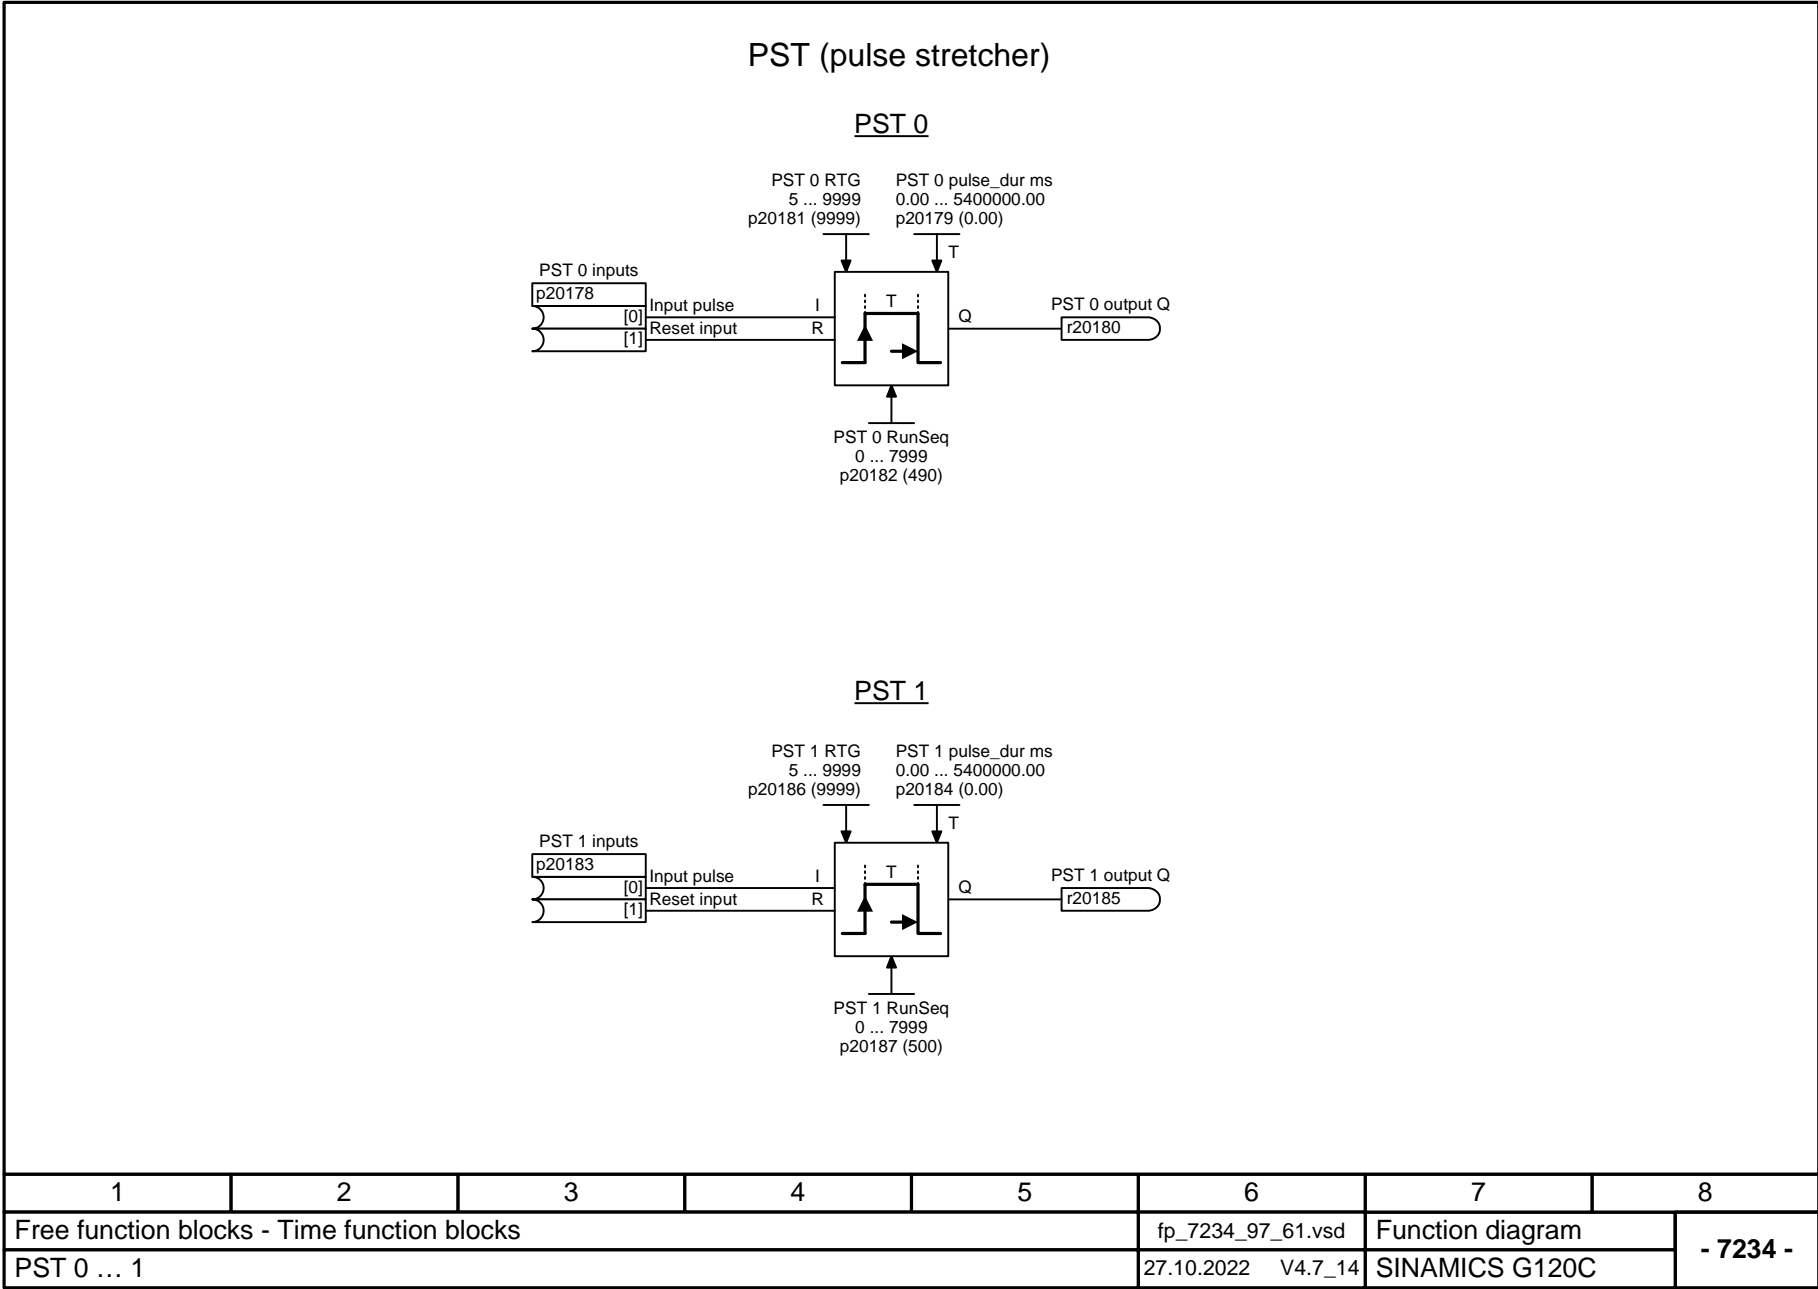 PST (pulse stretcher)
PST 0
PST 0 RTG
5 ... 9999
p20181 (9999)
PST 0 pulse_dur ms
0.00 ... 5400000.00
p20179 (0.00)
T
PST 0 inputs
p20178
[0]
[1]
Input pulse
Reset input
I
R
T
Q
PST 0 output Q
r20180
PST 0 RunSeq
0 ... 7999
p20182 (490)
PST 1
PST 1 RTG
5 ... 9999
p20186 (9999)
PST 1 pulse_dur ms
0.00 ... 5400000.00
p20184 (0.00)
T
PST 1 inputs
p20183
[0]
[1]
Input pulse
Reset input
I
R
T
Q
PST 1 output Q
r20185
PST 1 RunSeq
0 ... 7999
p20187 (500)
1 2 3 4 5 6 7 8
Free function blocks - Time function blocks
fp_7234_97_61.vsd
Function diagram
- 7234 -
PST 0 … 1
27.10.2022 V4.7_14
SINAMICS G120C